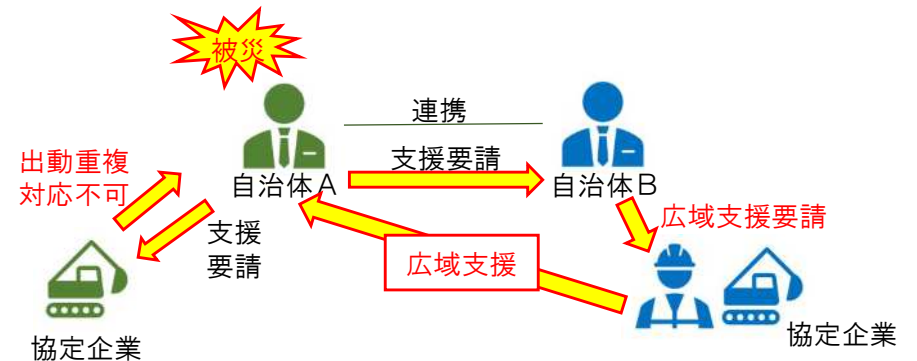 被災
連携
支援要請
出動重複
対応不可
自治体A
自治体B
支援
要請
広域支援要請
広域支援
協定企業
協定企業